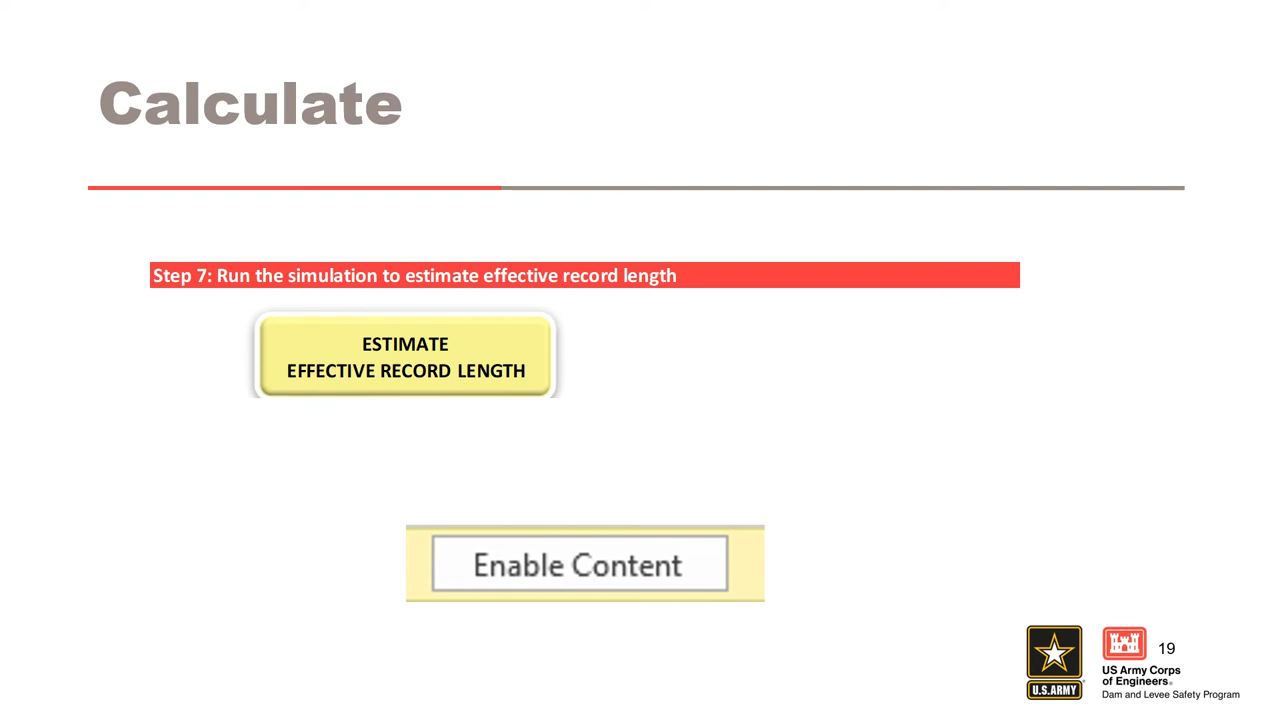 Calculate
Step 7: Run the simulation to estimate effective record length
ESTIMATE
EFFECTIVE RECORD LENGTH
Enable Content
U.S.ARMY
19
US Army Corps
of Engineers®
Dam and Levee Safety Program